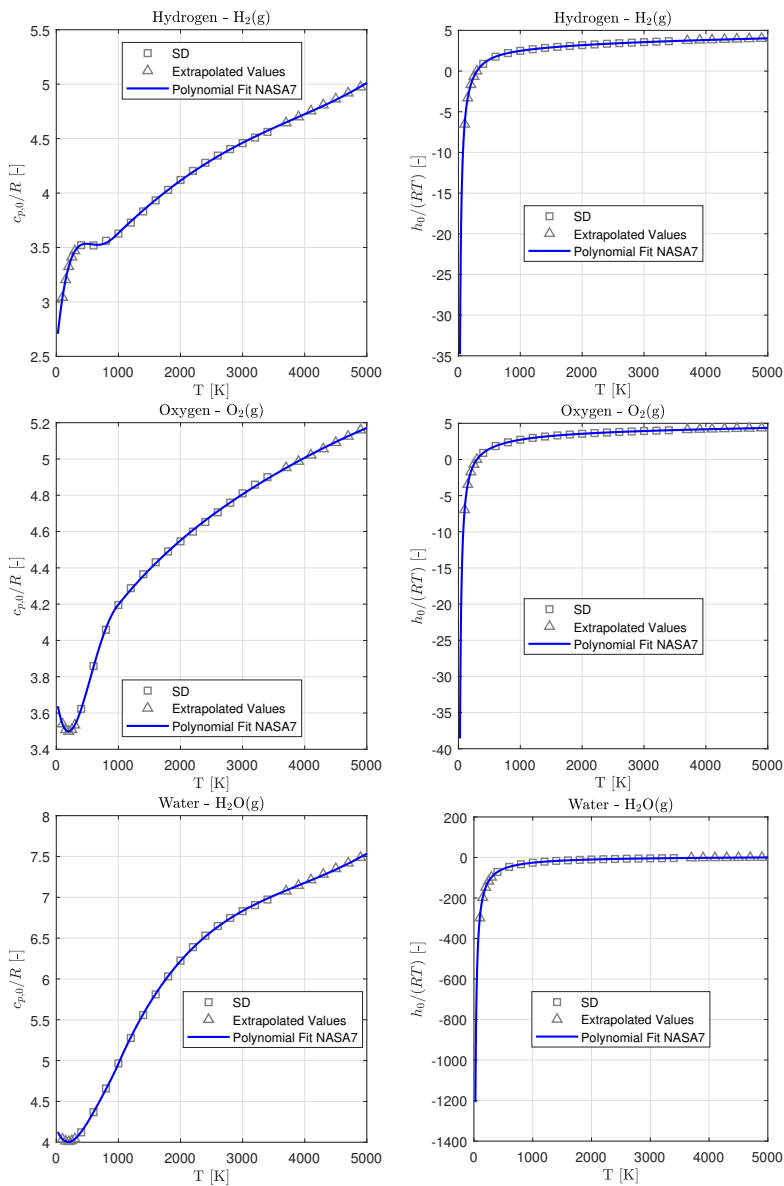 Hydrogen - H₂(g)
5.5
5
4.5
4
3.5
3
2.5
c_{p,0}/R [-]
SD
Extrapolated Values
Polynomial Fit NASA7
0 1000 2000 3000 4000 5000
T [K]
Hydrogen - H₂(g)
5
0
-5
-10
-15
-20
-25
-30
-35
h₀/(RT) [-]
SD
Extrapolated Values
Polynomial Fit NASA7
0 1000 2000 3000 4000 5000
T [K]
Oxygen - O₂(g)
5.2
5
4.8
4.6
4.4
4.2
4
3.8
3.6
3.4
c_{p,0}/R [-]
SD
Extrapolated Values
Polynomial Fit NASA7
0 1000 2000 3000 4000 5000
T [K]
Oxygen - O₂(g)
5
0
-5
-10
-15
-20
-25
-30
-35
-40
h₀/(RT) [-]
SD
Extrapolated Values
Polynomial Fit NASA7
0 1000 2000 3000 4000 5000
T [K]
Water - H₂O(g)
8
7.5
7
6.5
6
5.5
5
4.5
4
c_{p,0}/R [-]
SD
Extrapolated Values
Polynomial Fit NASA7
0 1000 2000 3000 4000 5000
T [K]
Water - H₂O(g)
200
0
-200
-400
-600
-800
-1000
-1200
-1400
h₀/(RT) [-]
SD
Extrapolated Values
Polynomial Fit NASA7
0 1000 2000 3000 4000 5000
T [K]